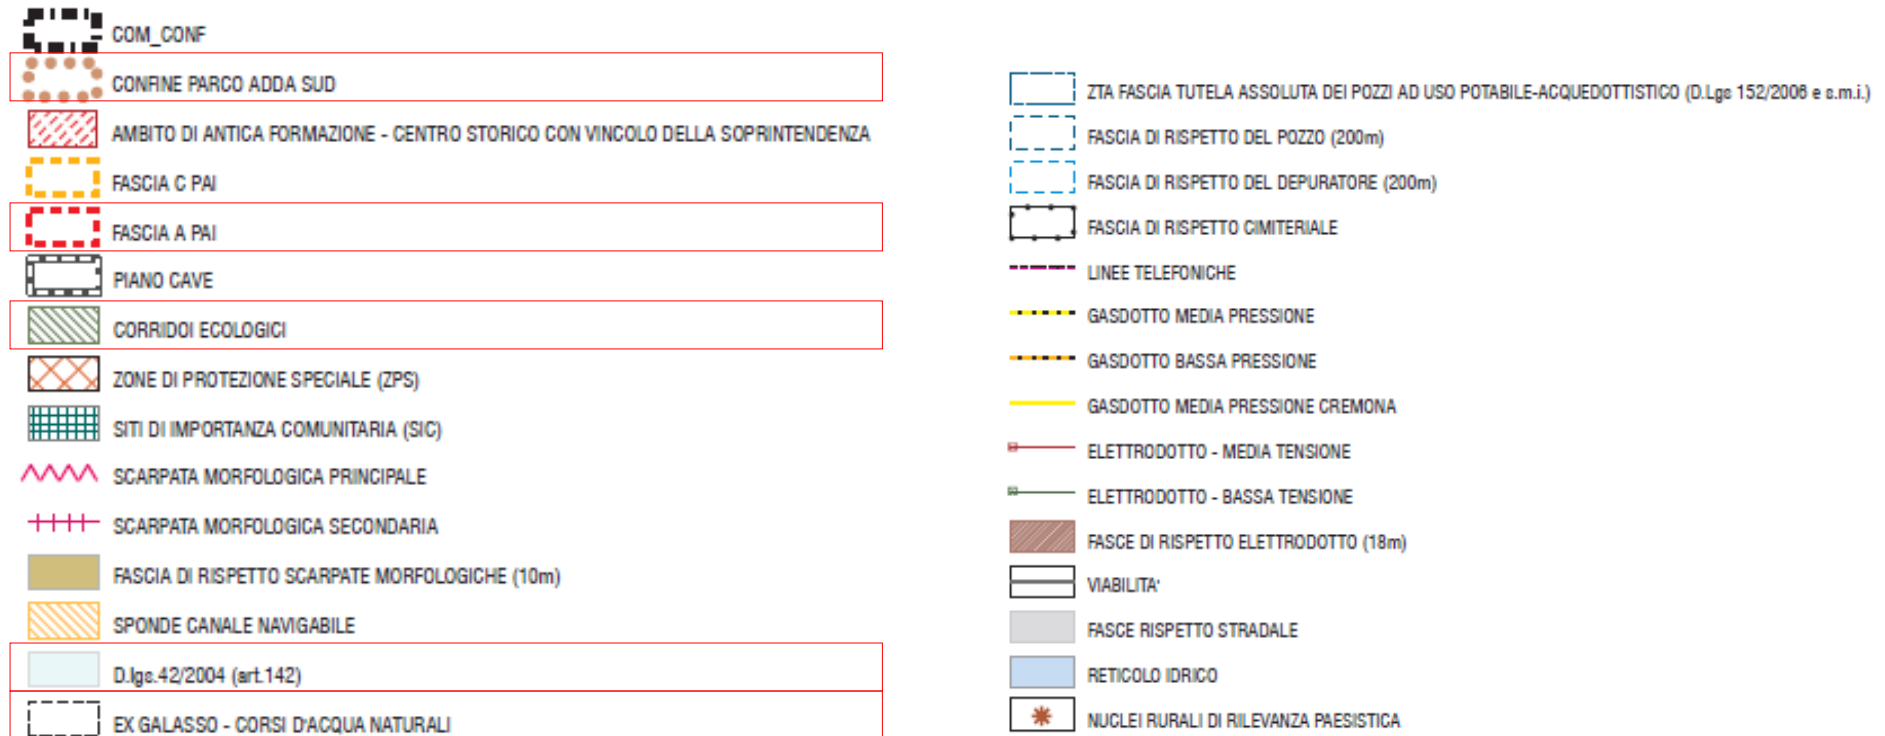 COM_CONF
CONFINE PARCO ADDA SUD
AMBITO DI ANTICA FORMAZIONE - CENTRO STORICO CON VINCOLO DELLA SOPRINTENDENZA
FASCIA C PAI
FASCIA A PAI
PIANO CAVE
CORRIDOI ECOLOGICI
ZONE DI PROTEZIONE SPECIALE (ZPS)
SITI DI IMPORTANZA COMUNITARIA (SIC)
SCARPATA MORFOLOGICA PRINCIPALE
SCARPATA MORFOLOGICA SECONDARIA
FASCIA DI RISPETTO SCARPATE MORFOLOGICHE (10m)
SPONDE CANALE NAVIGABILE
D.lgs.42/2004 (art.142)
EX GALASSO - CORSI D'ACQUA NATURALI
ZTA FASCIA TUTELA ASSOLUTA DEI POZZI AD USO POTABILE-ACQUEDOTTISTICO (D.Lgs 152/2006 e s.m.i.)
FASCIA DI RISPETTO DEL POZZO (200m)
FASCIA DI RISPETTO DEL DEPURATORE (200m)
FASCIA DI RISPETTO CIMITERIALE
LINEE TELEFONICHE
GASDOTTO MEDIA PRESSIONE
GASDOTTO BASSA PRESSIONE
GASDOTTO MEDIA PRESSIONE CREMONA
ELETTRODOTTO - MEDIA TENSIONE
ELETTRODOTTO - BASSA TENSIONE
FASCE DI RISPETTO ELETTRODOTTO (18m)
VIABILITA'
FASCE RISPETTO STRADALE
RETICOLO IDRICO
NUCLEI RURALI DI RILEVANZA PAESISTICA